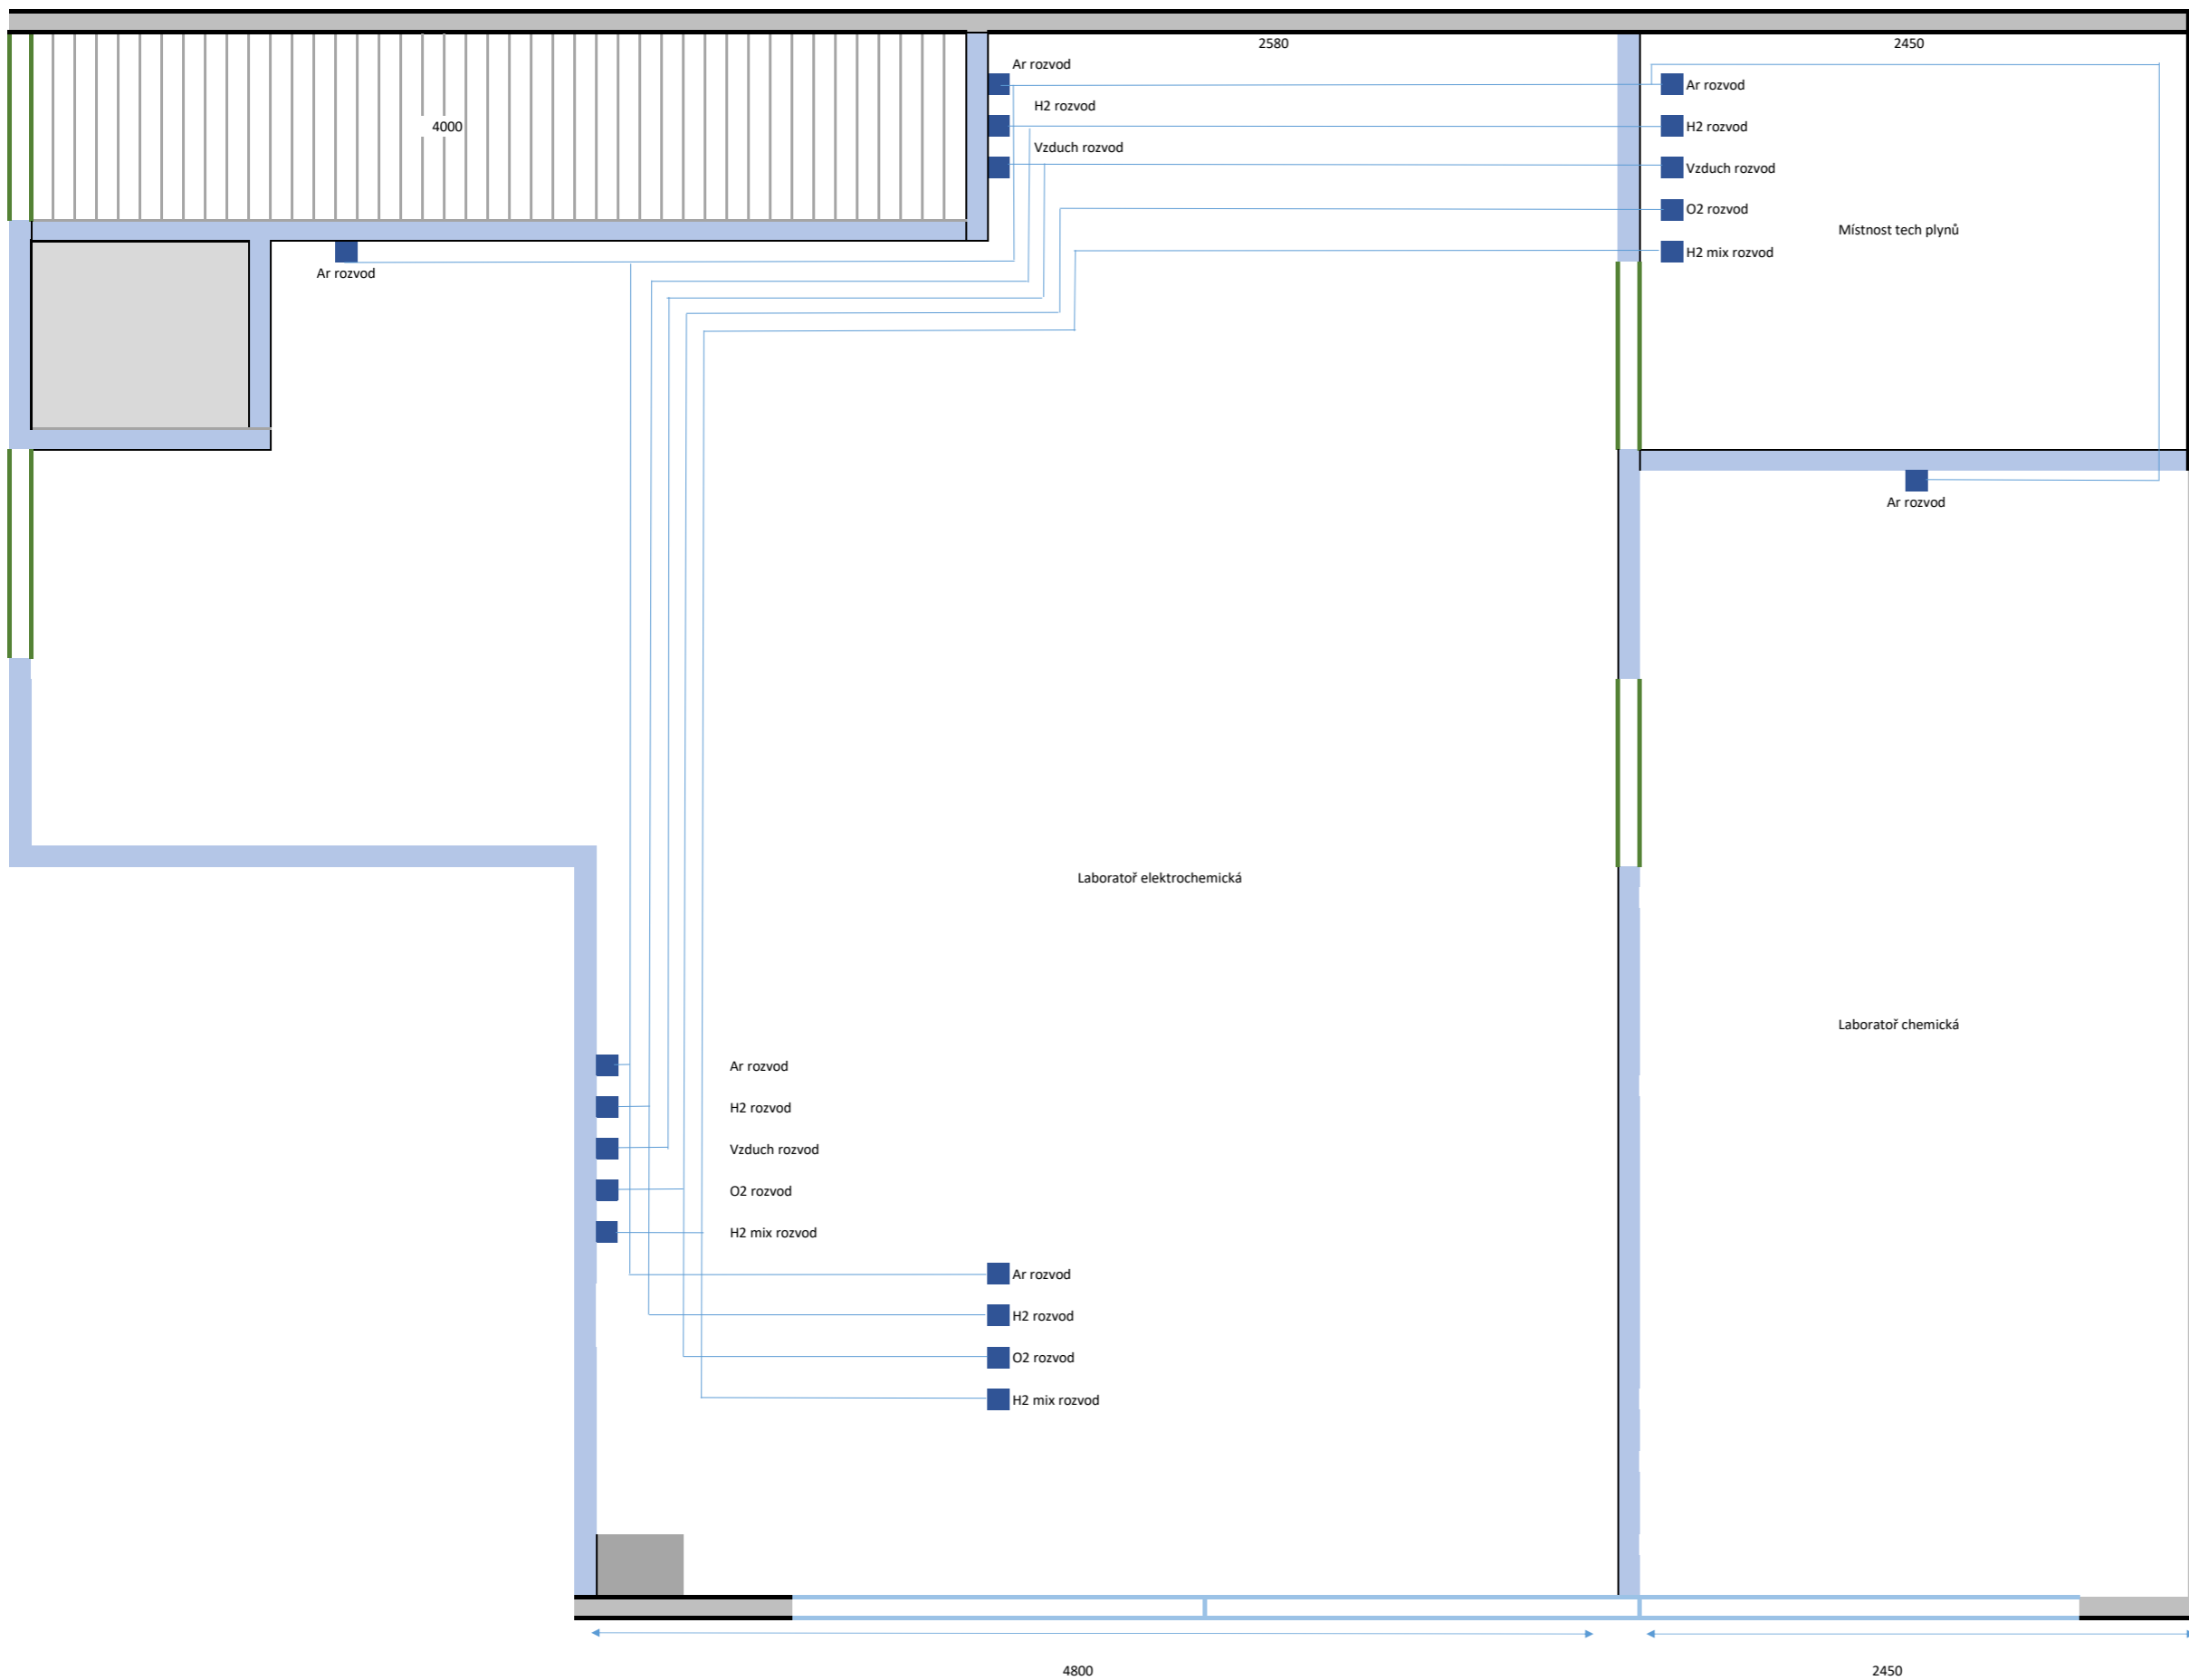 2580
2450
Ar rozvod
Ar rozvod
H2 rozvod
4000
H2 rozvod
Vzduch rozvod
Vzduch rozvod
O2 rozvod
Místnost tech plynů
H2 mix rozvod
Ar rozvod
Ar rozvod
Laboratoř elektrochemická
Laboratoř chemická
Ar rozvod
H2 rozvod
Vzduch rozvod
O2 rozvod
H2 mix rozvod
Ar rozvod
H2 rozvod
O2 rozvod
H2 mix rozvod
4800
2450